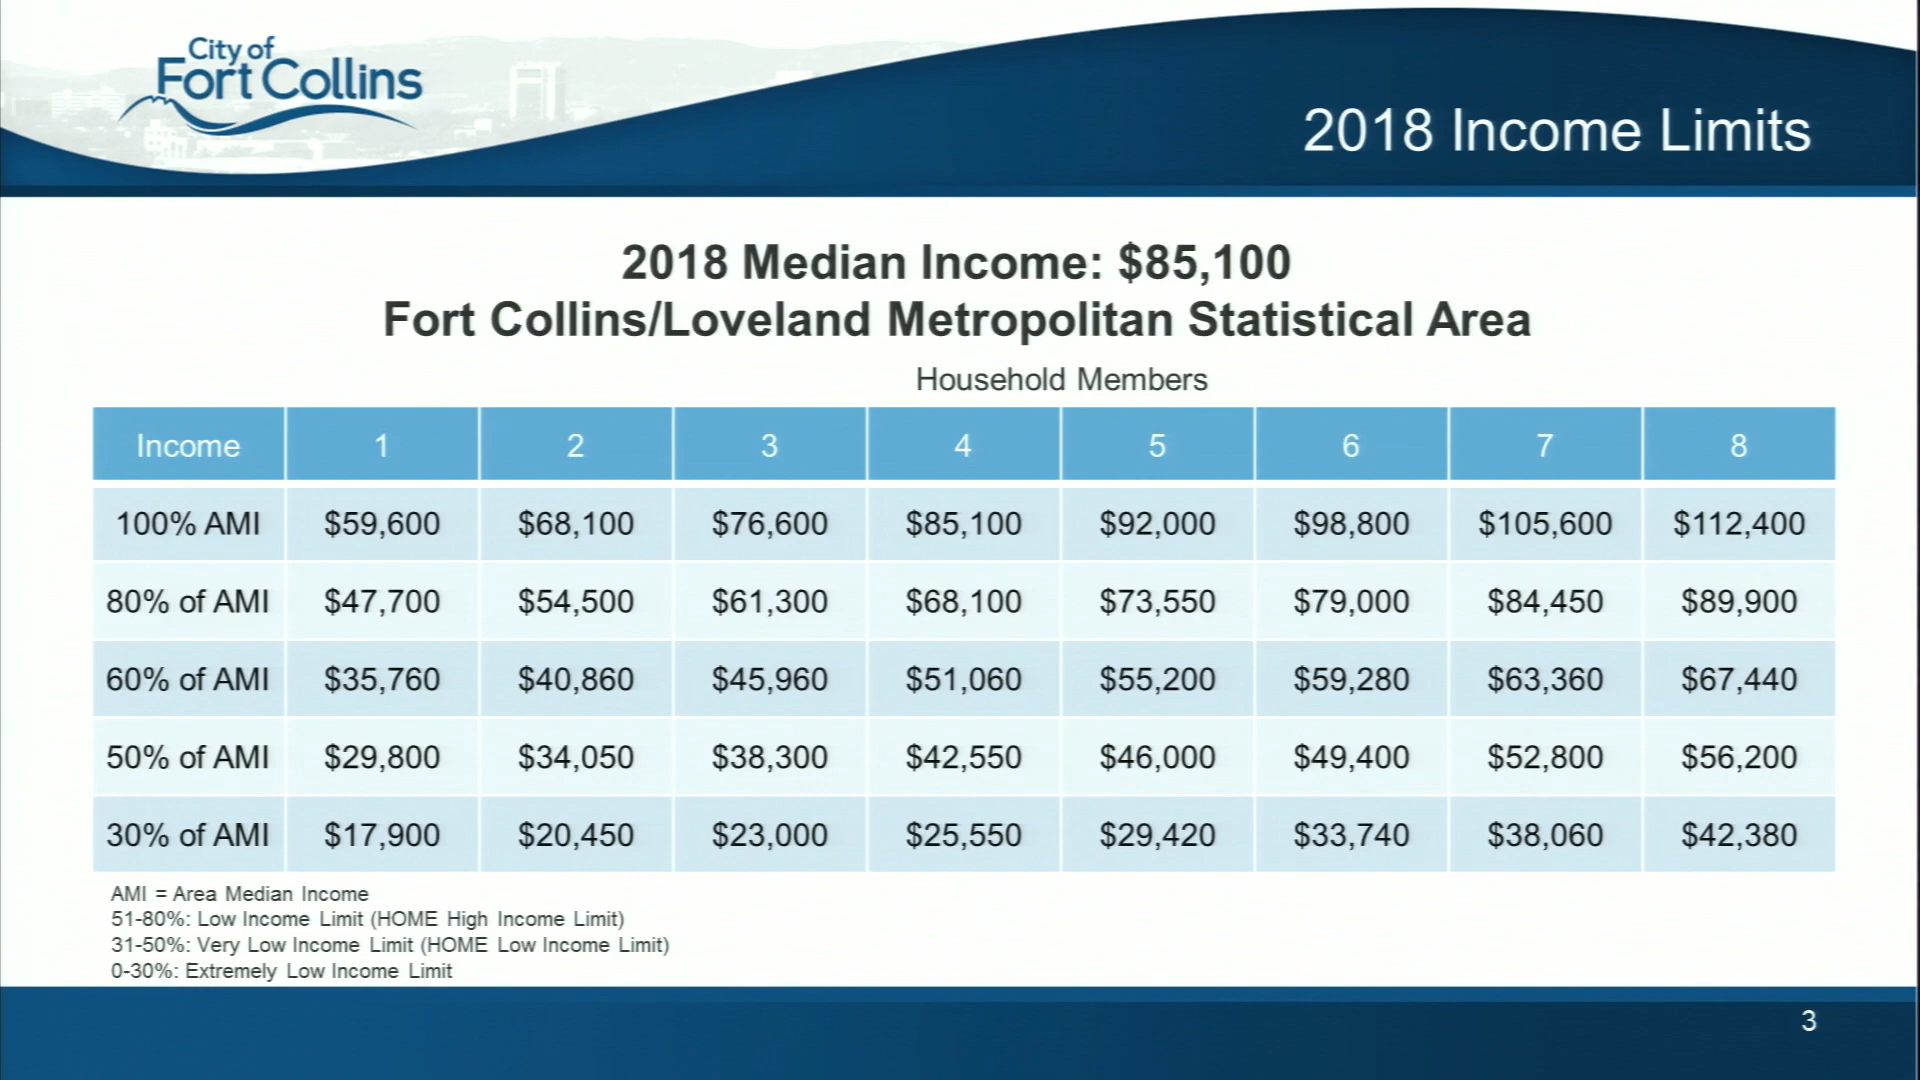 City of
Fort Collins
2018 Income Limits
2018 Median Income: $85,100
Fort Collins/Loveland Metropolitan Statistical Area
Household Members
Income 1 2 3 4 5 6 7 8
100% AMI $59,600 $68,100 $76,600 $85,100 $92,000 $98,800 $105,600 $112,400
80% of AMI $47,700 $54,500 $61,300 $68,100 $73,550 $79,000 $84,450 $89,900
60% of AMI $35,760 $40,860 $45,960 $51,060 $55,200 $59,280 $63,360 $67,440
50% of AMI $29,800 $34,050 $38,300 $42,550 $46,000 $49,400 $52,800 $56,200
30% of AMI $17,900 $20,450 $23,000 $25,550 $29,420 $33,740 $38,060 $42,380
AMI = Area Median Income
51-80%: Low Income Limit (HOME High Income Limit)
31-50%: Very Low Income Limit (HOME Low Income Limit)
0-30%: Extremely Low Income Limit
3